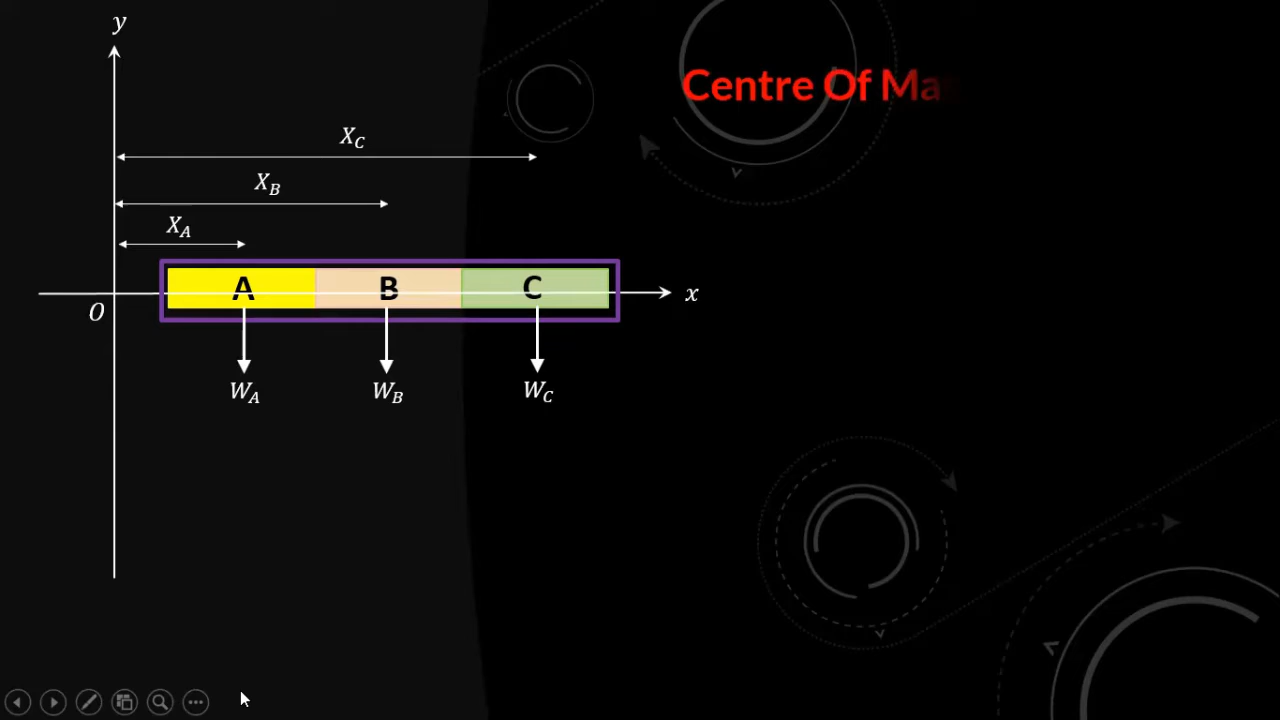 y
Centre Of Ma
X_C
X_B
X_A
A B C
x
O
W_A W_B W_C